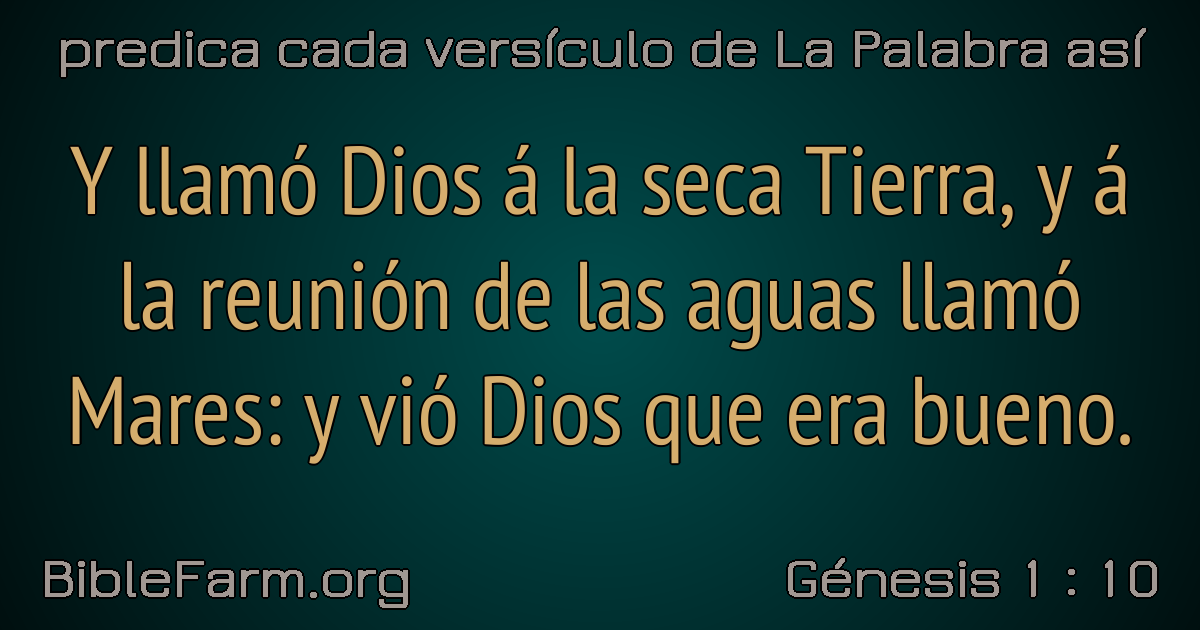 predica cada versículo de La Palabra así
Y llamó Dios á la seca Tierra, y á
la reunión de las aguas llamó
Mares: y vió Dios que era bueno.
BibleFarm.org
Génesis 1 : 10